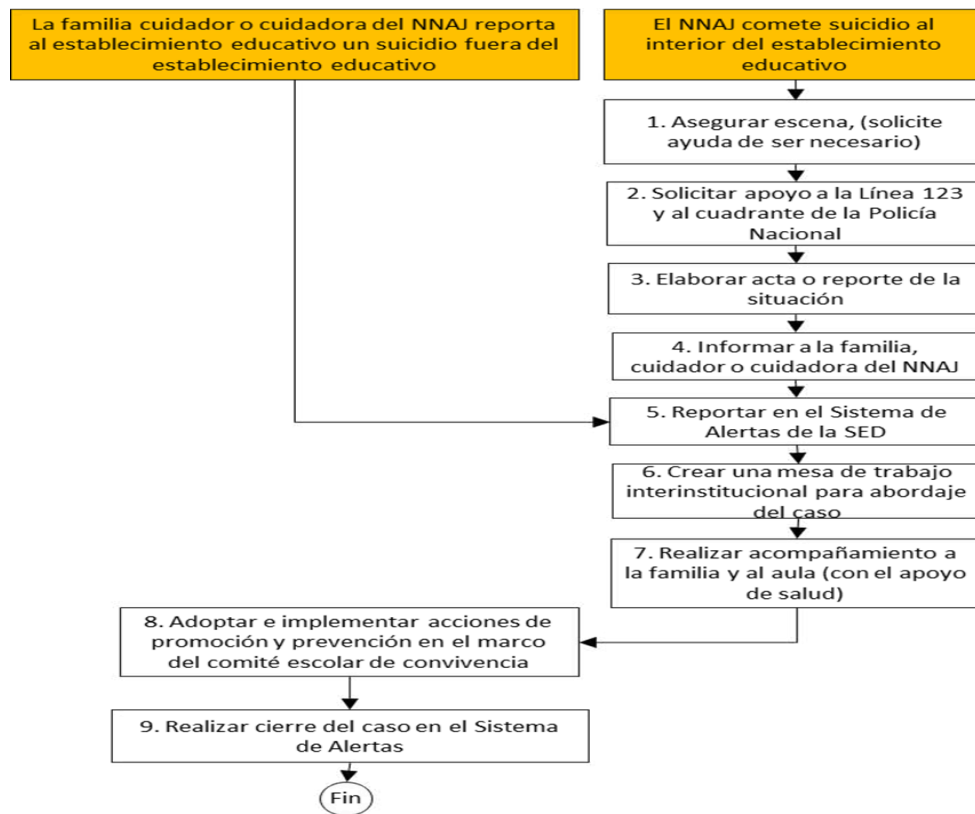 La familia cuidador o cuidadora del NNAJ reporta
al establecimiento educativo un suicidio fuera del
establecimiento educativo
El NNAJ comete suicidio al
interior del establecimiento
educativo
1. Asegurar escena, (solicite
ayuda de ser necesario)
2. Solicitar apoyo a la Línea 123
y al cuadrante de la Policía
Nacional
3. Elaborar acta o reporte de la
situación
4. Informar a la familia,
cuidador o cuidadora del NNAJ
5. Reportar en el Sistema de
Alertas de la SED
6. Crear una mesa de trabajo
interinstitucional para abordaje
del caso
7. Realizar acompañamiento a
la familia y al aula (con el apoyo
de salud)
8. Adoptar e implementar acciones de
promoción y prevención en el marco
del comité escolar de convivencia
9. Realizar cierre del caso en el Sistema
de Alertas
Fin